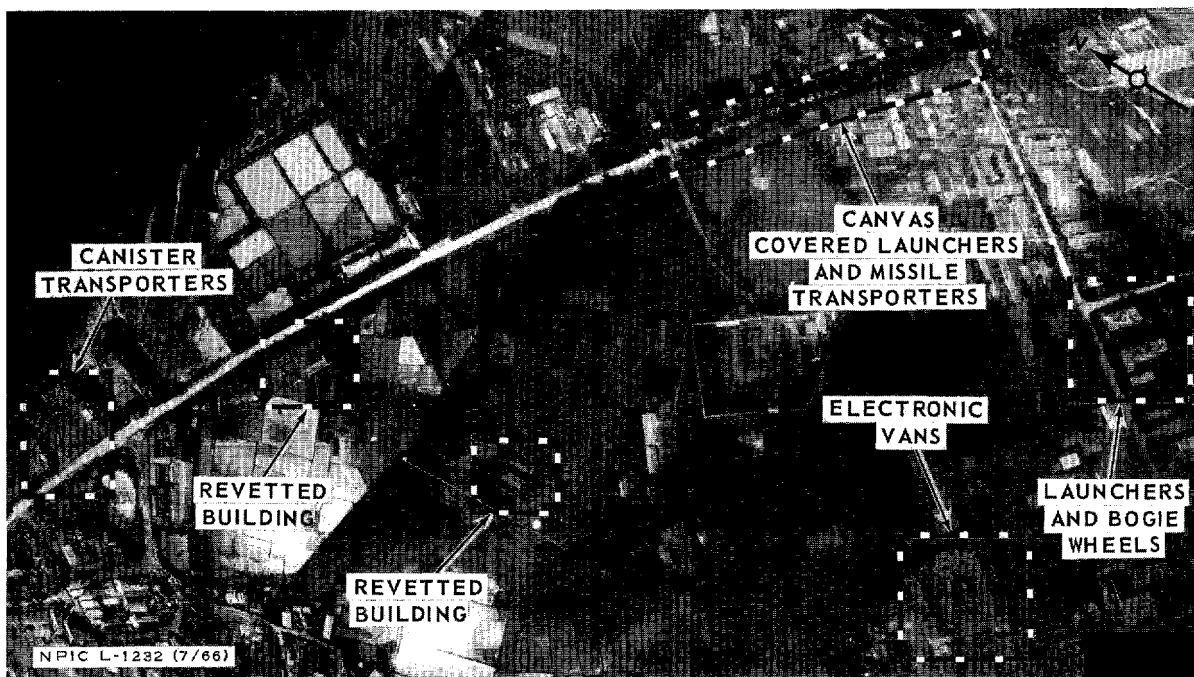 N
CANISTER
TRANSPORTERS
CANVAS
COVERED LAUNCHERS
AND MISSILE
TRANSPORTERS
ELECTRONIC
VANS
REVETTED
BUILDING
LAUNCHERS
AND BOGIE
WHEELS
REVETTED
BUILDING
NPIC L-1232 (7/66)